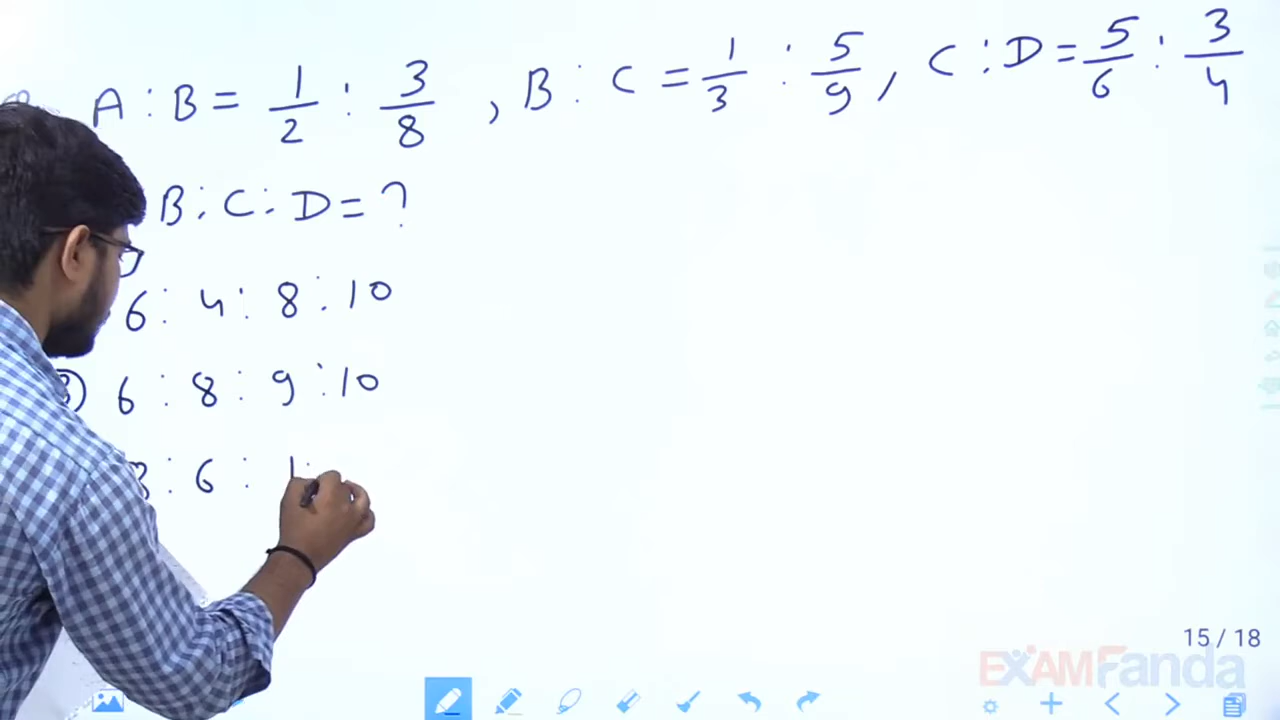 A : B = 1/2 : 3/8 , B : C = 1/3 : 5/9 , C : D = 5/6 : 3/4
B : C : D = ?
6 : 4 : 8 : 10
6 : 8 : 9 : 10
: 6 :
15 / 18
EXAMFanda